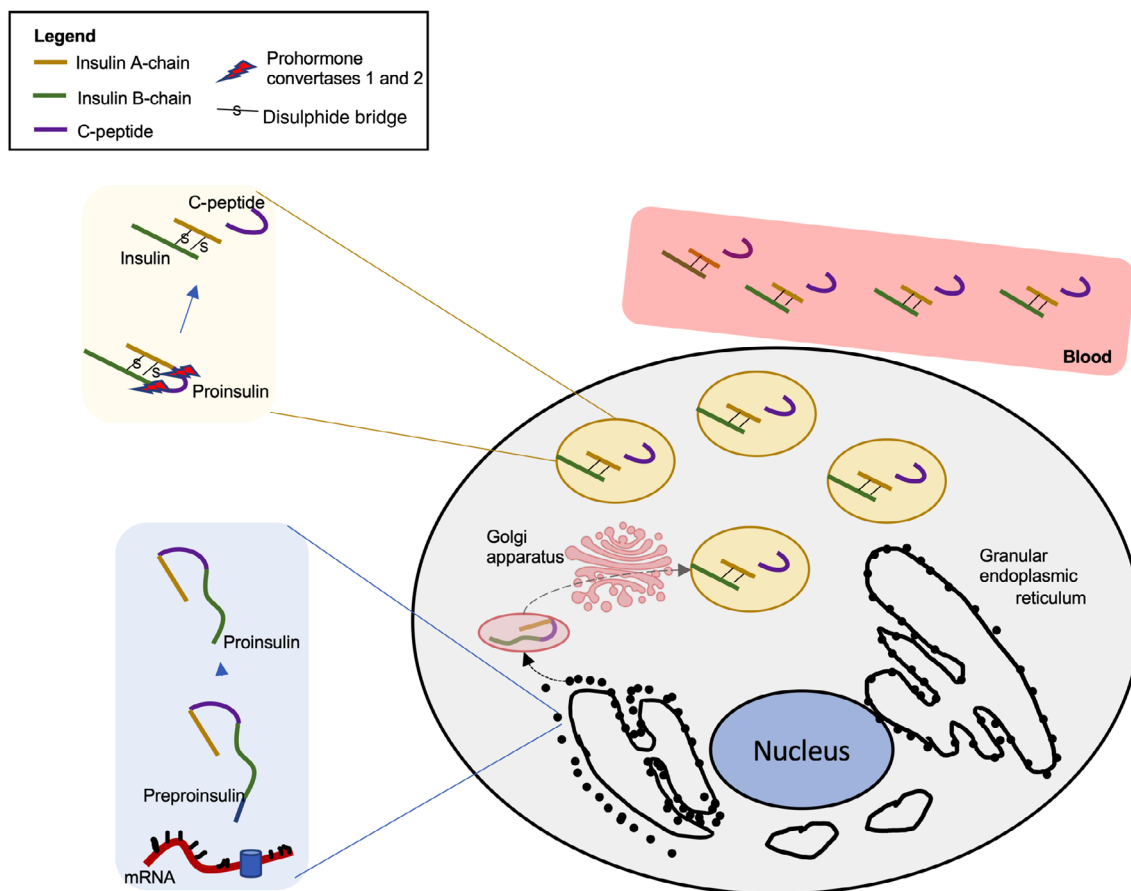 Legend
Insulin A-chain
Insulin B-chain
C-peptide
Prohormone
convertases 1 and 2
S
Disulphide bridge
C-peptide
S
S
Insulin
S
S
Proinsulin
Blood
Golgi
apparatus
Granular
endoplasmic
reticulum
Proinsulin
Preproinsulin
mRNA
Nucleus